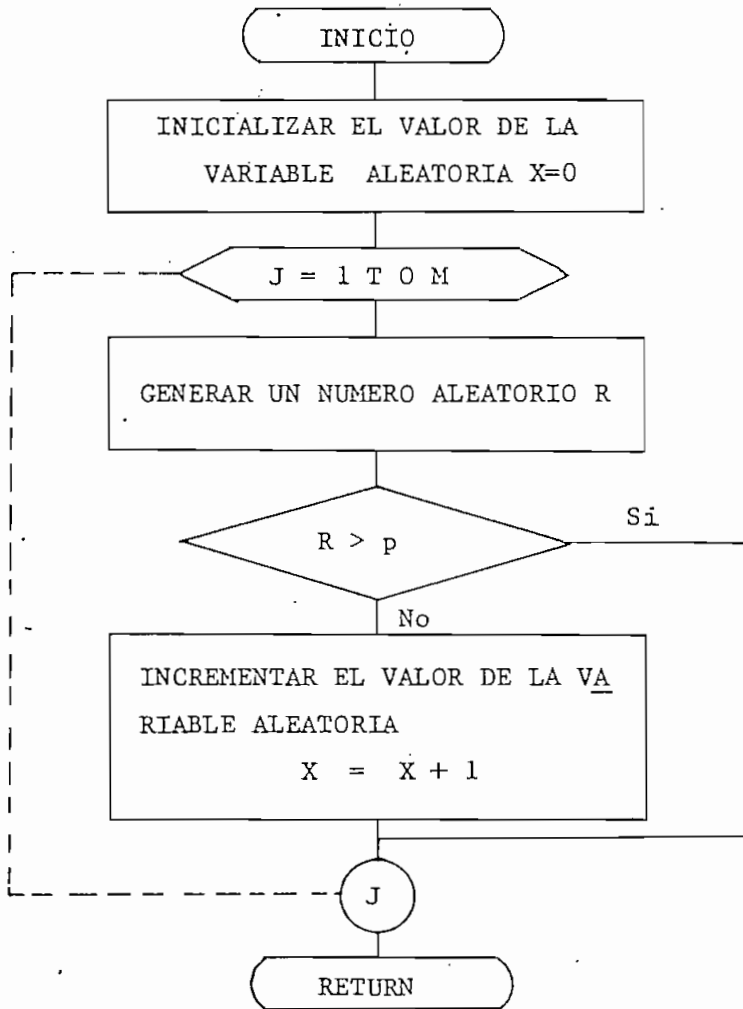 INICIO
INICIALIZAR EL VALOR DE LA
VARIABLE ALEATORIA X=0
J = 1 T O M
GENERAR UN NUMERO ALEATORIO R
R > p
Si
No
INCREMENTAR EL VALOR DE LA VA
RIABLE ALEATORIA
X = X + 1
J
RETURN